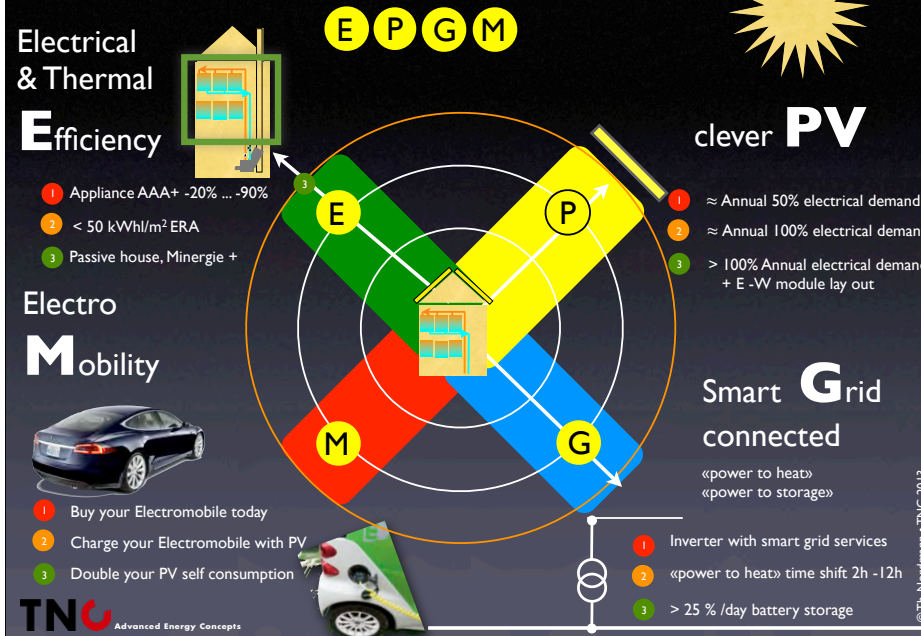 E P G M
Electrical
& Thermal
Efficiency
1 Appliance AAA+ -20% ... -90%
2 < 50 kWhl/m² ERA
3 Passive house, Minergie +
clever PV
1 ≈ Annual 50% electrical demand
2 ≈ Annual 100% electrical deman
3 > 100% Annual electrical deman
+ E -W module lay out
3
E
P
M
G
Electro
Mobility
1 Buy your Electromobile today
2 Charge your Electromobile with PV
3 Double your PV self consumption
Smart Grid
connected
«power to heat»
«power to storage»
1 Inverter with smart grid services
2 «power to heat» time shift 2h -12h
3 > 25 % /day battery storage
TNC Advanced Energy Concepts